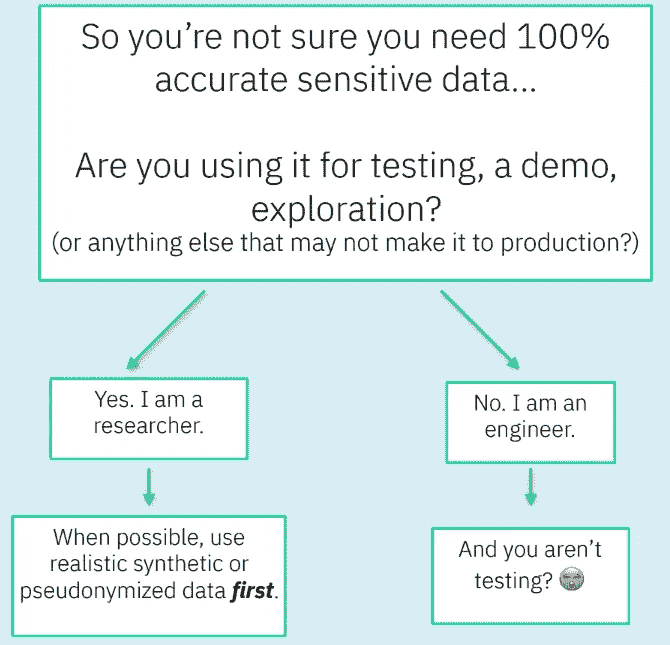 So you're not sure you need 100%
accurate sensitive data...
Are you using it for testing, a demo,
exploration?
(or anything else that may not make it to production?)
Yes. I am a
researcher.
No. I am an
engineer.
When possible, use
realistic synthetic or
pseudonymized data first.
And you aren't
testing?